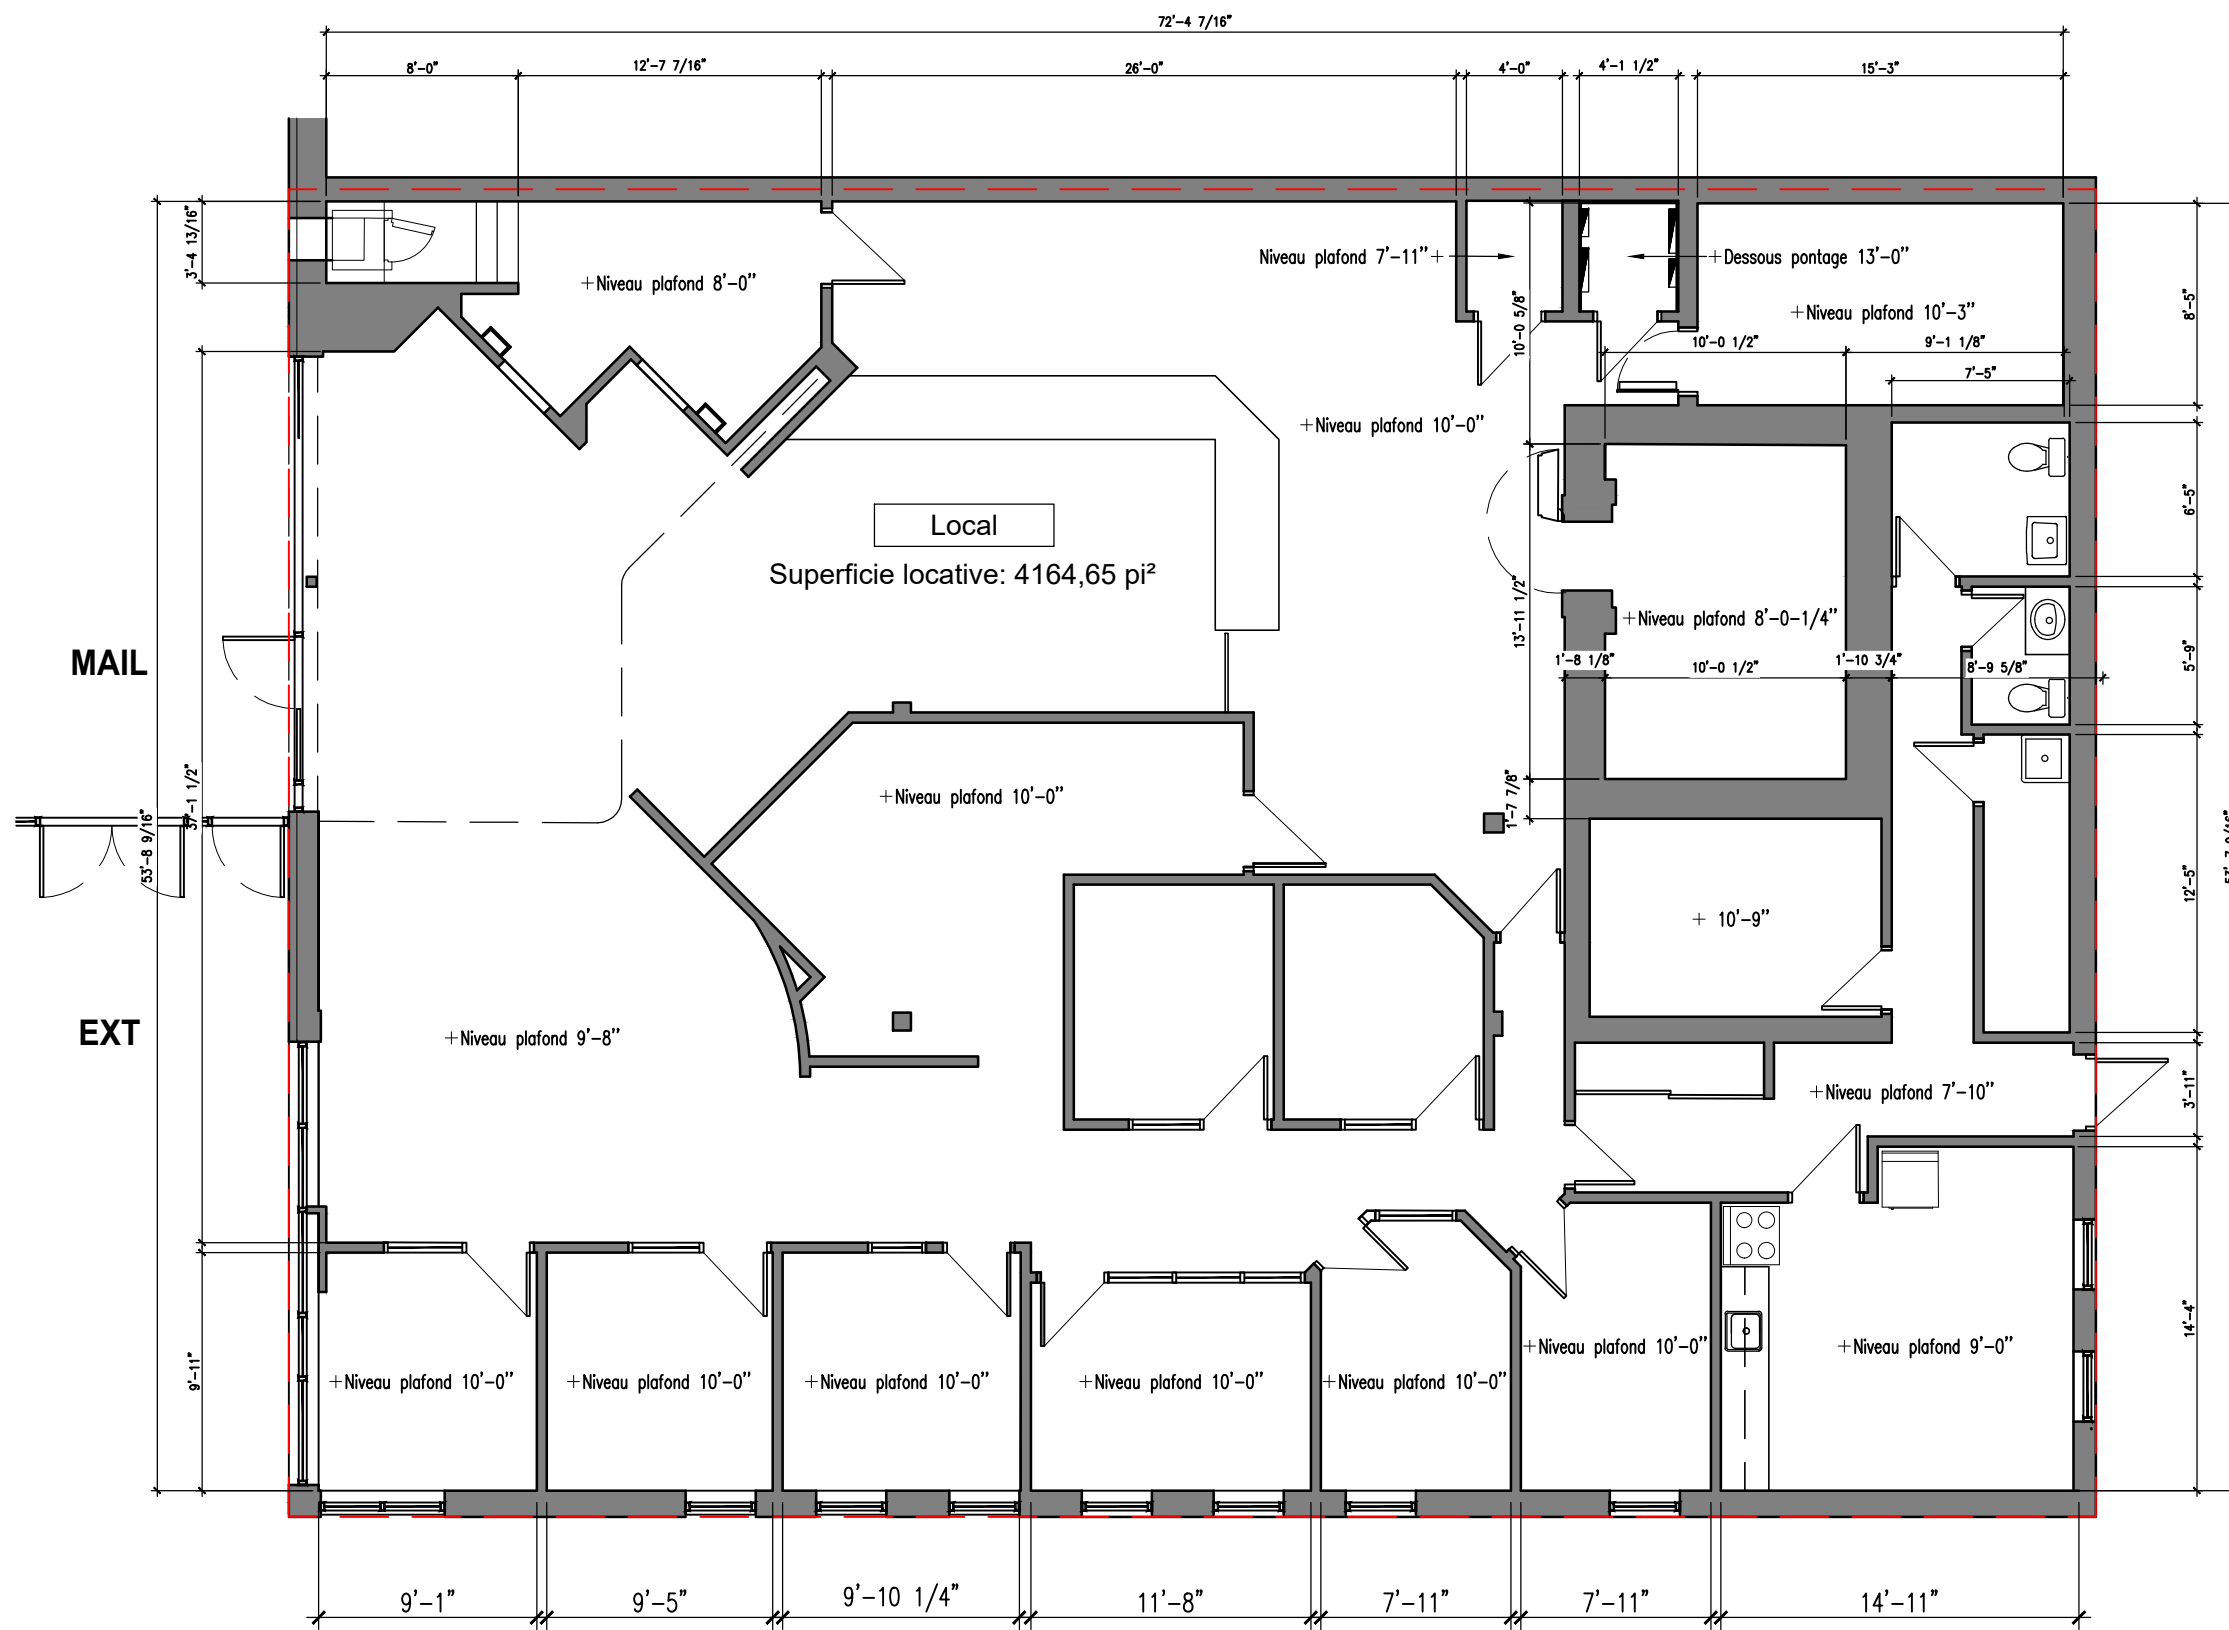 72'-4 7/16"
8'-0"
12'-7 7/16"
26'-0"
4'-0"
4'-1 1/2"
15'-3"
3'-4 13/16"
Niveau plafond 8'-0"
Niveau plafond 7'-11"
Dessous pontage 13'-0"
Niveau plafond 10'-3"
8'-5"
10'-0 5/8"
10'-0 1/2"
9'-1 1/8"
7'-5"
Niveau plafond 10'-0"
Local
Superficie locative: 4164,65 pi²
6'-5"
13'-11 1/2"
Niveau plafond 8'-0-1/4"
MAIL
1'-8 1/8"
10'-0 1/2"
1'-10 3/4"
8'-9 5/8"
5'-9"
37'-1 1/2"
53'-8 9/16"
Niveau plafond 10'-0"
1'-7 7/8"
10'-9"
12'-5"
EXT
Niveau plafond 9'-8"
Niveau plafond 7'-10"
3'-11"
9'-11"
Niveau plafond 10'-0"
Niveau plafond 10'-0"
Niveau plafond 10'-0"
Niveau plafond 10'-0"
Niveau plafond 10'-0"
Niveau plafond 10'-0"
Niveau plafond 9'-0"
14'-4"
9'-1"
9'-5"
9'-10 1/4"
11'-8"
7'-11"
7'-11"
14'-11"